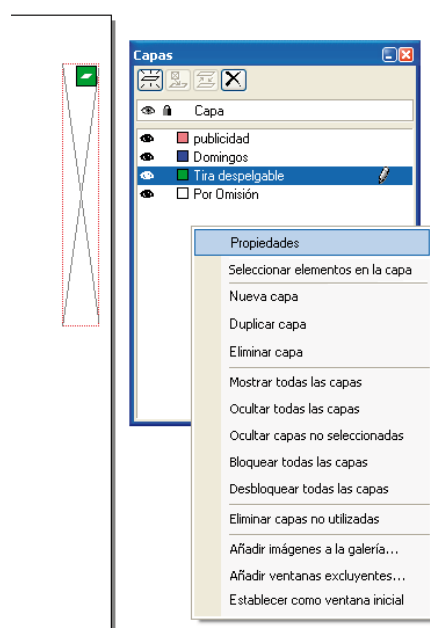 Capas
Capa
publicidad
Domingos
Tira despelgable
Por Omisión
Propiedades
Seleccionar elementos en la capa
Nueva capa
Duplicar capa
Eliminar capa
Mostrar todas las capas
Ocultar todas las capas
Ocultar capas no seleccionadas
Bloquear todas las capas
Desbloquear todas las capas
Eliminar capas no utilizadas
Añadir imágenes a la galería...
Añadir ventanas excluyentes...
Establecer como ventana inicial